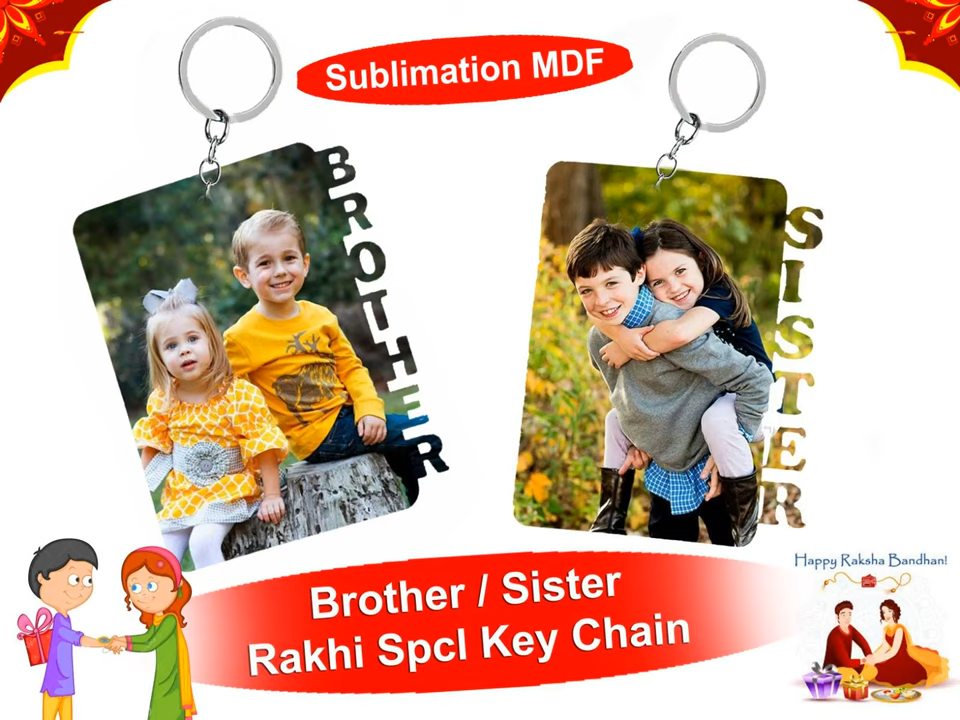 Sublimation MDF
BROTHER
SISTER
Brother / Sister
Rakhi Spcl Key Chain
Happy Raksha Bandhan!